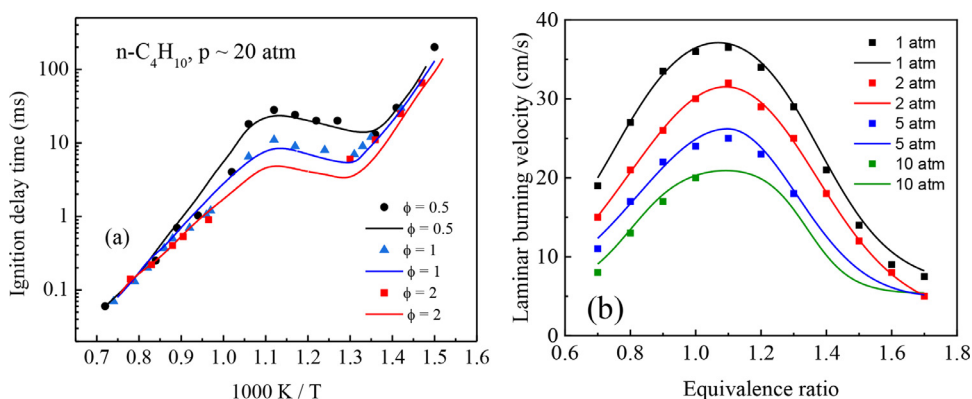 n-C4H10, p ~ 20 atm
Ignition delay time (ms)
100
10
1
0.1
(a)
ϕ = 0.5
ϕ = 0.5
ϕ = 1
ϕ = 1
ϕ = 2
ϕ = 2
0.7 0.8 0.9 1.0 1.1 1.2 1.3 1.4 1.5 1.6
1000 K / T
Laminar burning velocity (cm/s)
40
30
20
10
0
1 atm
1 atm
2 atm
2 atm
5 atm
5 atm
10 atm
10 atm
(b)
0.6 0.8 1.0 1.2 1.4 1.6 1.8
Equivalence ratio